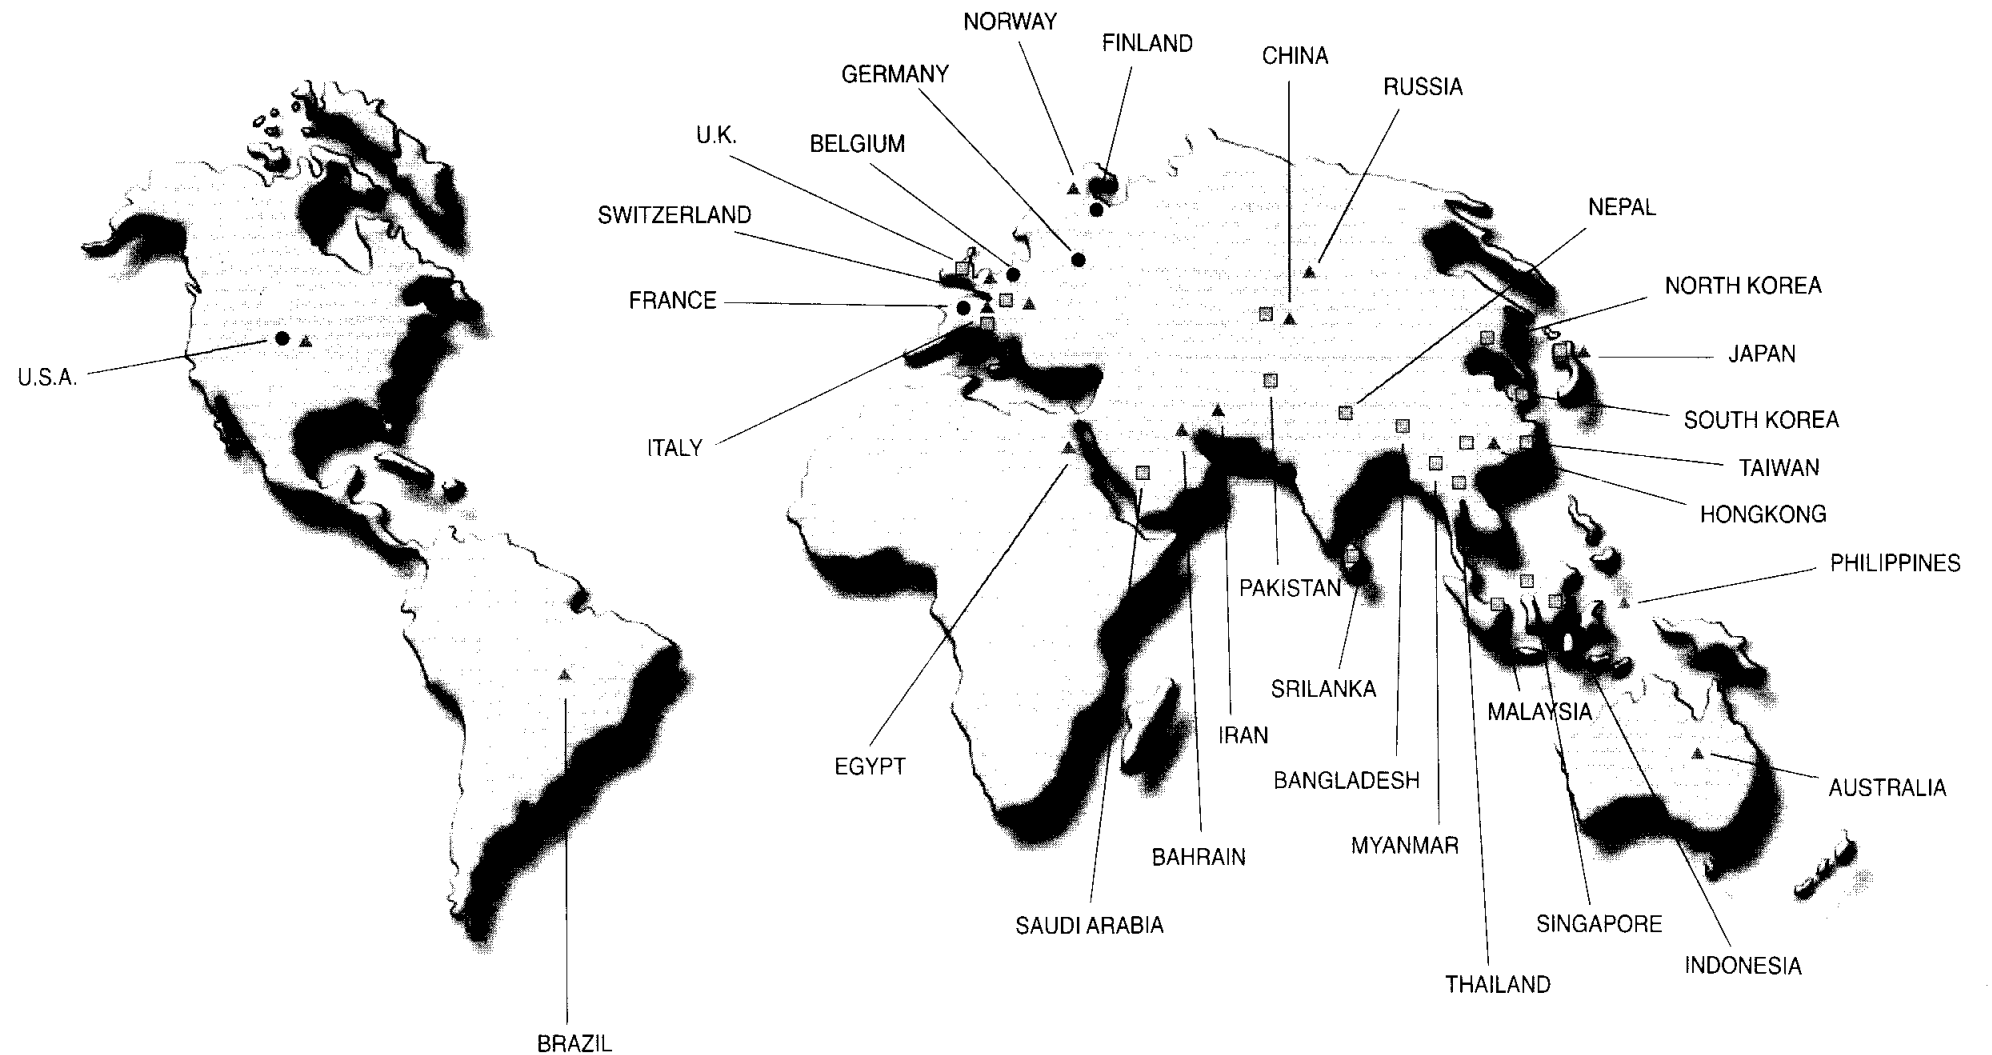 NORWAY
FINLAND
CHINA
GERMANY
RUSSIA
U.K.
BELGIUM
NEPAL
SWITZERLAND
NORTH KOREA
FRANCE
JAPAN
U.S.A.
SOUTH KOREA
ITALY
TAIWAN
HONGKONG
PHILIPPINES
PAKISTAN
SRILANKA
MALAYSIA
IRAN
EGYPT
BANGLADESH
AUSTRALIA
MYANMAR
BAHRAIN
SAUDI ARABIA
SINGAPORE
INDONESIA
THAILAND
BRAZIL